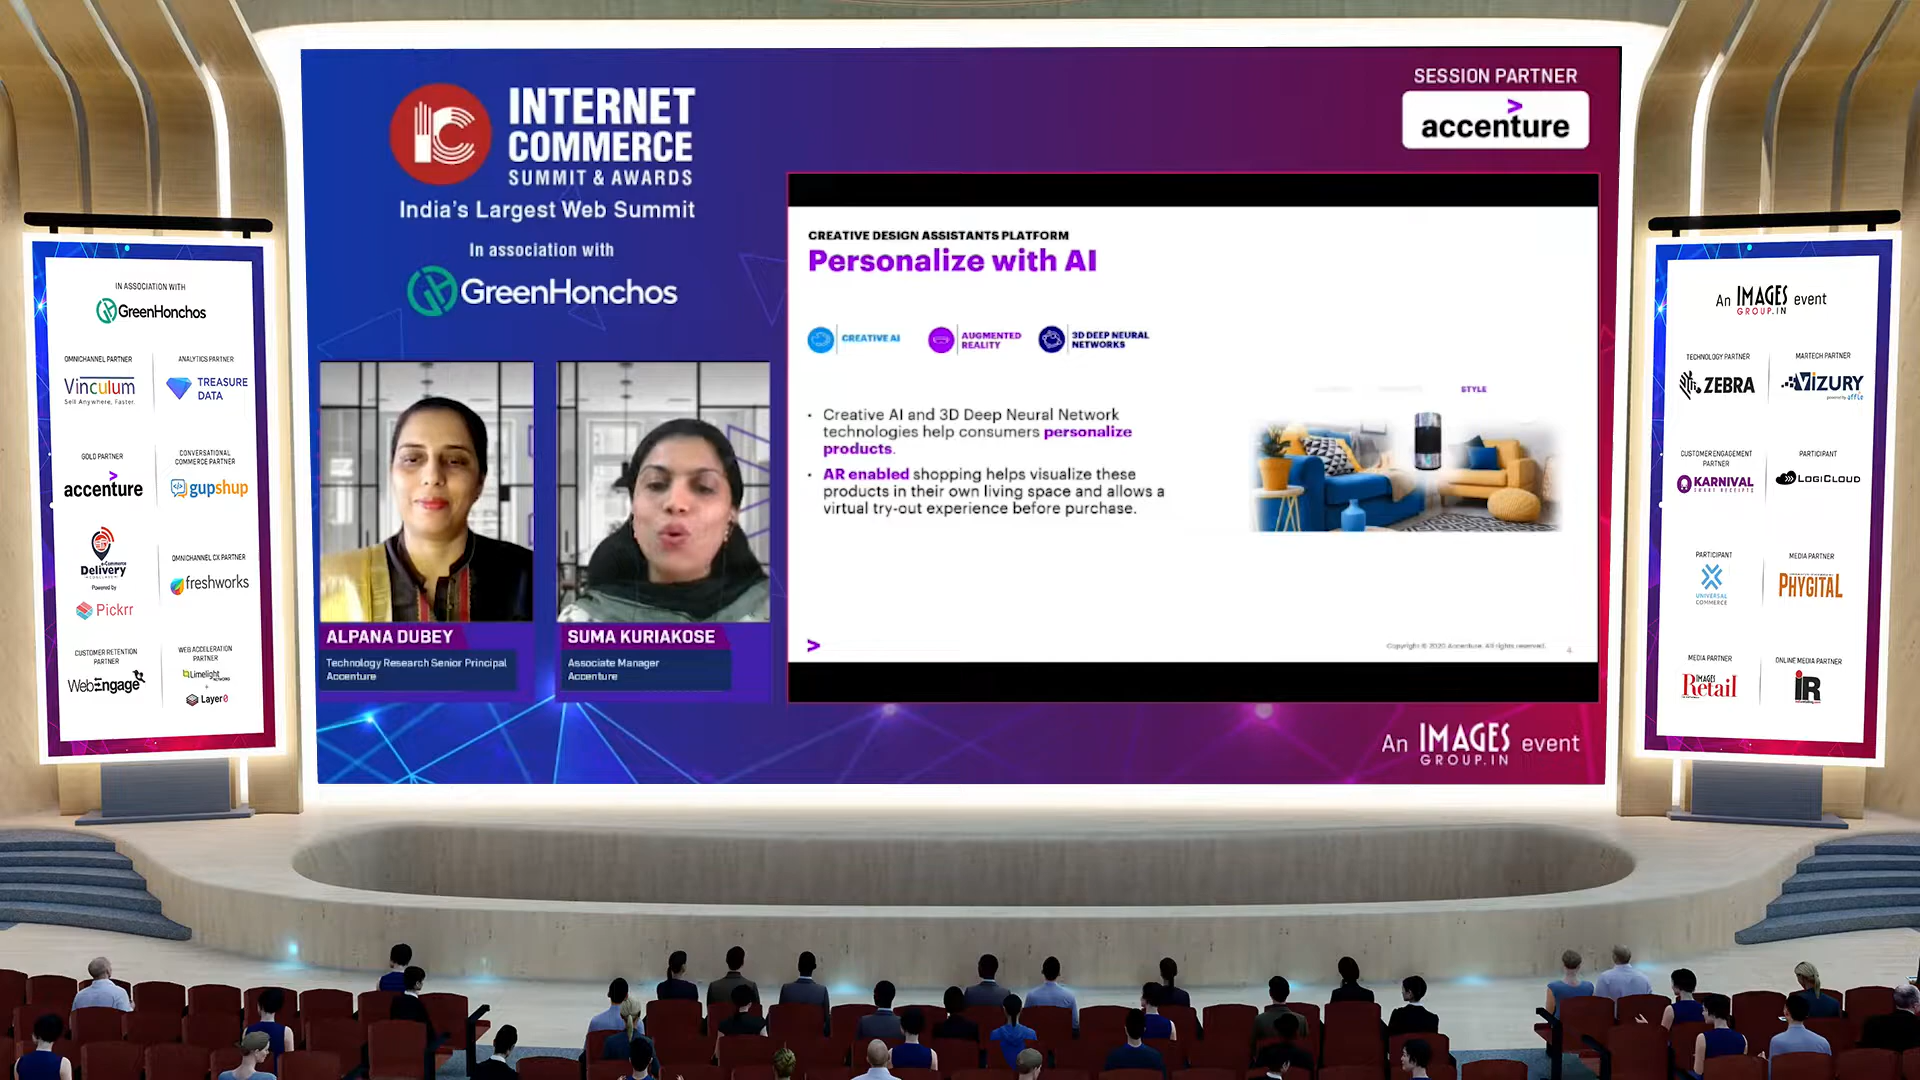 IN ASSOCIATION WITH
GreenHonchos
OMNICHANNEL PARTNER
Vinculum
Sell Anywhere, Faster.
ANALYTICS PARTNER
TREASURE
DATA
GOLD PARTNER
accenture
CONVERSATIONAL
COMMERCE PARTNER
gupshup
e-Commerce
Delivery
Powered by
Pickrr
OMNICHANNEL CX PARTNER
freshworks
CUSTOMER RETENTION
PARTNER
WebEngage
WEB ACCELERATION
PARTNER
Limelight
+
Layer0
INTERNET
COMMERCE
SUMMIT & AWARDS
India's Largest Web Summit
In association with
GreenHonchos
ALPANA DUBEY
Technology Research Senior Principal
Accenture
SUMA KURIAKOSE
Associate Manager
Accenture
SESSION PARTNER
accenture
CREATIVE DESIGN ASSISTANTS PLATFORM
Personalize with AI
CREATIVE AI
AUGMENTED
REALITY
3D DEEP NEURAL
NETWORKS
• Creative AI and 3D Deep Neural Network
technologies help consumers personalize
products.
• AR enabled shopping helps visualize these
products in their own living space and allows a
virtual try-out experience before purchase.
STYLE
Copyright © 2020 Accenture. All rights reserved.
4
An IMAGES event
GROUP.IN
An IMAGES event
GROUP.IN
TECHNOLOGY PARTNER
ZEBRA
MARTECH PARTNER
VIZURY
powered by affle
CUSTOMER ENGAGEMENT
PARTNER
KARNIVAL
SMART RECEIPTS
PARTICIPANT
LOGICLOUD
PARTICIPANT
UNIVERSAL
COMMERCE
MEDIA PARTNER
PHYGITAL
MEDIA PARTNER
IMAGES
Retail
ONLINE MEDIA PARTNER
iR